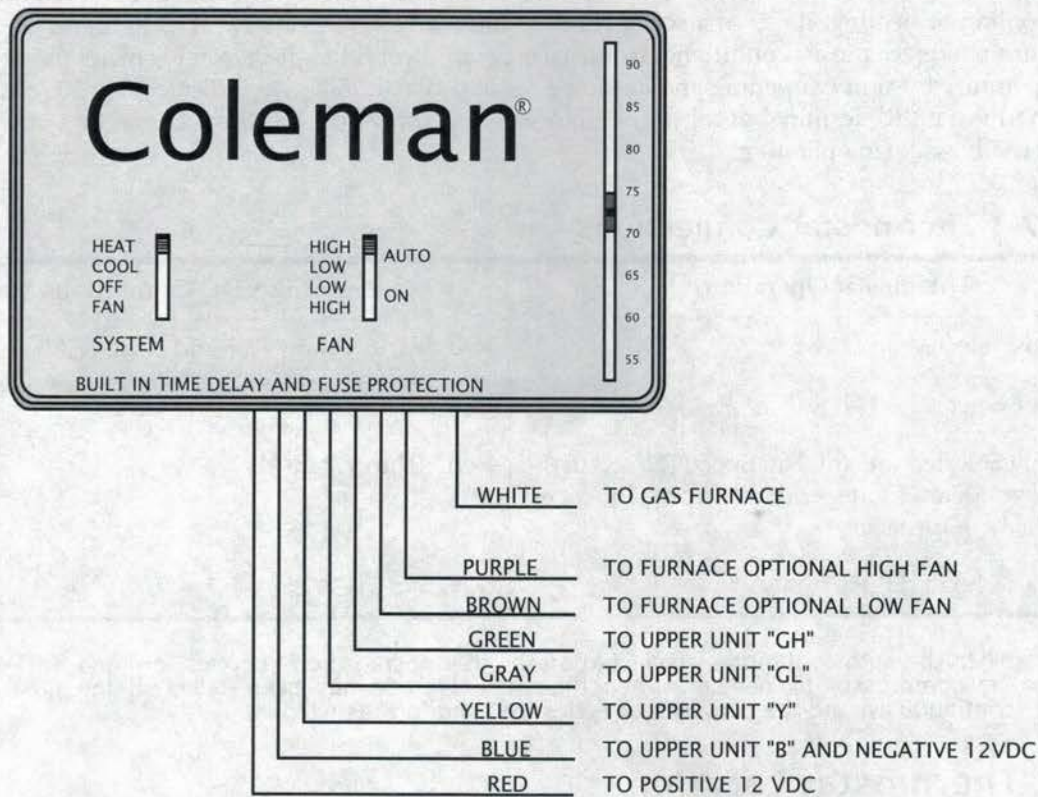 Coleman®
90
85
80
75
70
65
60
55
HEAT
COOL
OFF
FAN
SYSTEM
HIGH
LOW
LOW
HIGH
AUTO
ON
FAN
BUILT IN TIME DELAY AND FUSE PROTECTION
WHITE TO GAS FURNACE
PURPLE TO FURNACE OPTIONAL HIGH FAN
BROWN TO FURNACE OPTIONAL LOW FAN
GREEN TO UPPER UNIT "GH"
GRAY TO UPPER UNIT "GL"
YELLOW TO UPPER UNIT "Y"
BLUE TO UPPER UNIT "B" AND NEGATIVE 12VDC
RED TO POSITIVE 12 VDC